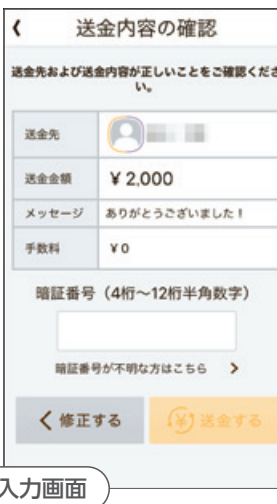 送金内容の確認
送金先および送金内容が正しいことをご確認くださ
い。
送金先
送金金額 ¥2,000
メッセージ ありがとうございました！
手数料 ¥0
暗証番号（4桁～12桁半角数字）
暗証番号が不明な方はこちら
修正する
送金する
入力画面